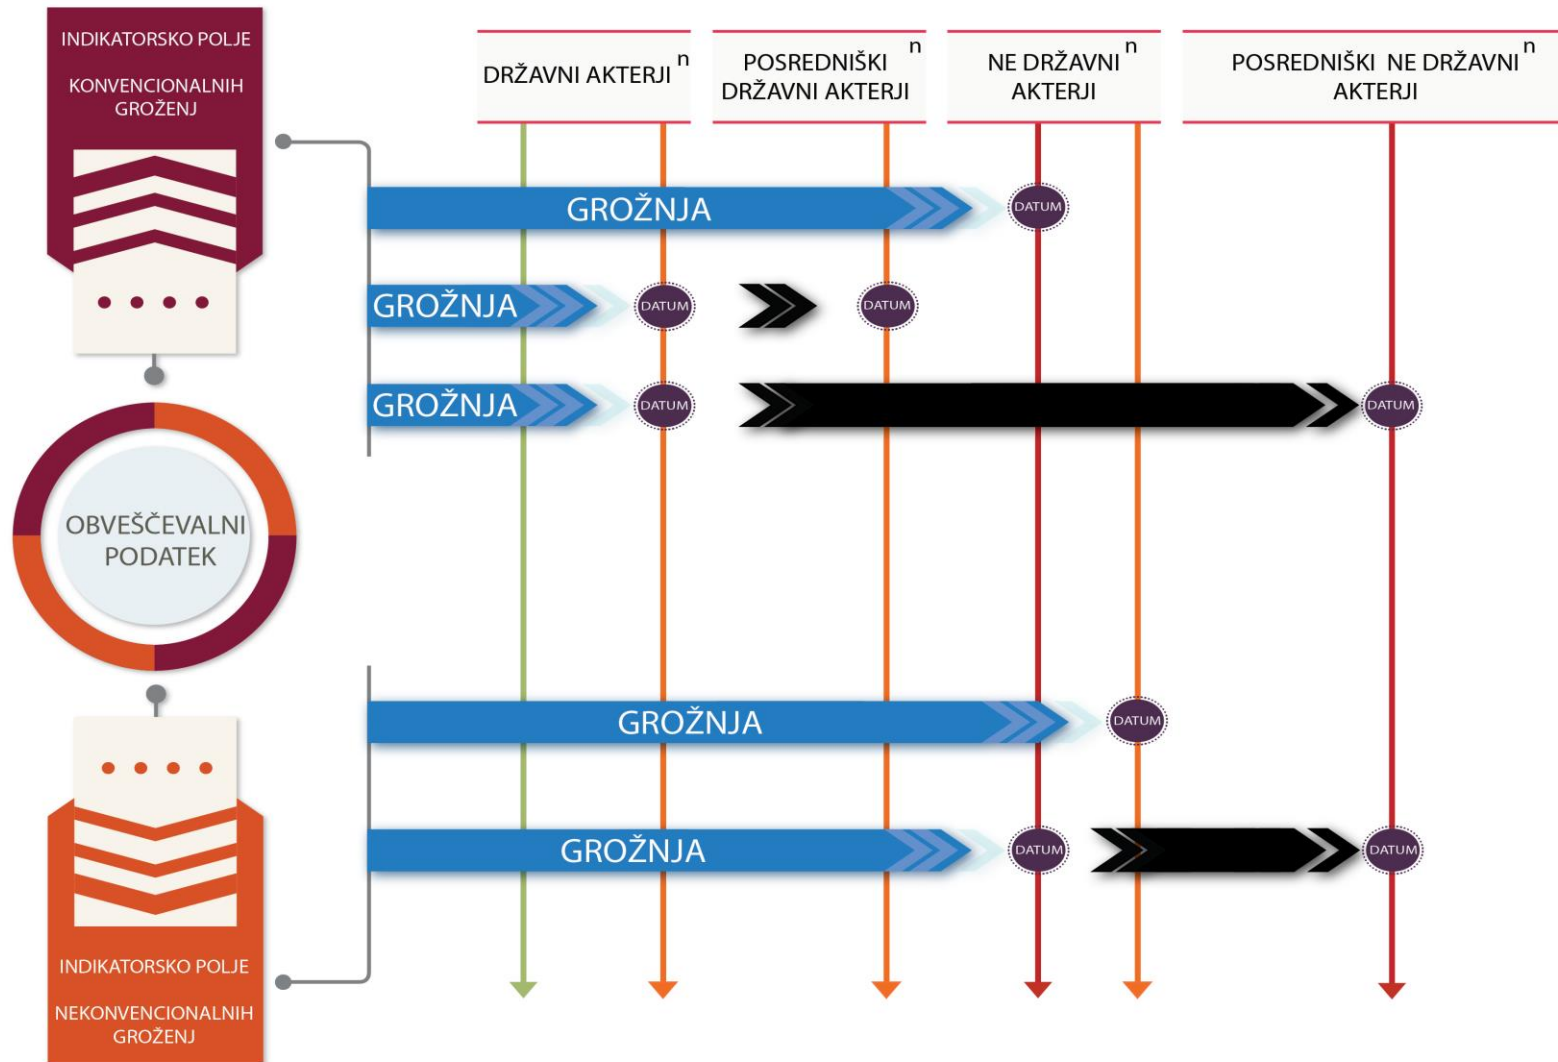 INDIKATORSKO POLJE
KONVENCIONALNIH
GROŽENJ
DRŽAVNI AKTERJI n
POSREDNIŠKI n
DRŽAVNI AKTERJI
NE DRŽAVNI n
AKTERJI
POSREDNIŠKI NE DRŽAVNI n
AKTERJI
GROŽNJA
DATUM
GROŽNJA
DATUM
DATUM
GROŽNJA
DATUM
DATUM
OBVEŠČEVALNI
PODATEK
GROŽNJA
DATUM
GROŽNJA
DATUM
DATUM
INDIKATORSKO POLJE
NEKONVENCIONALNIH
GROŽENJ